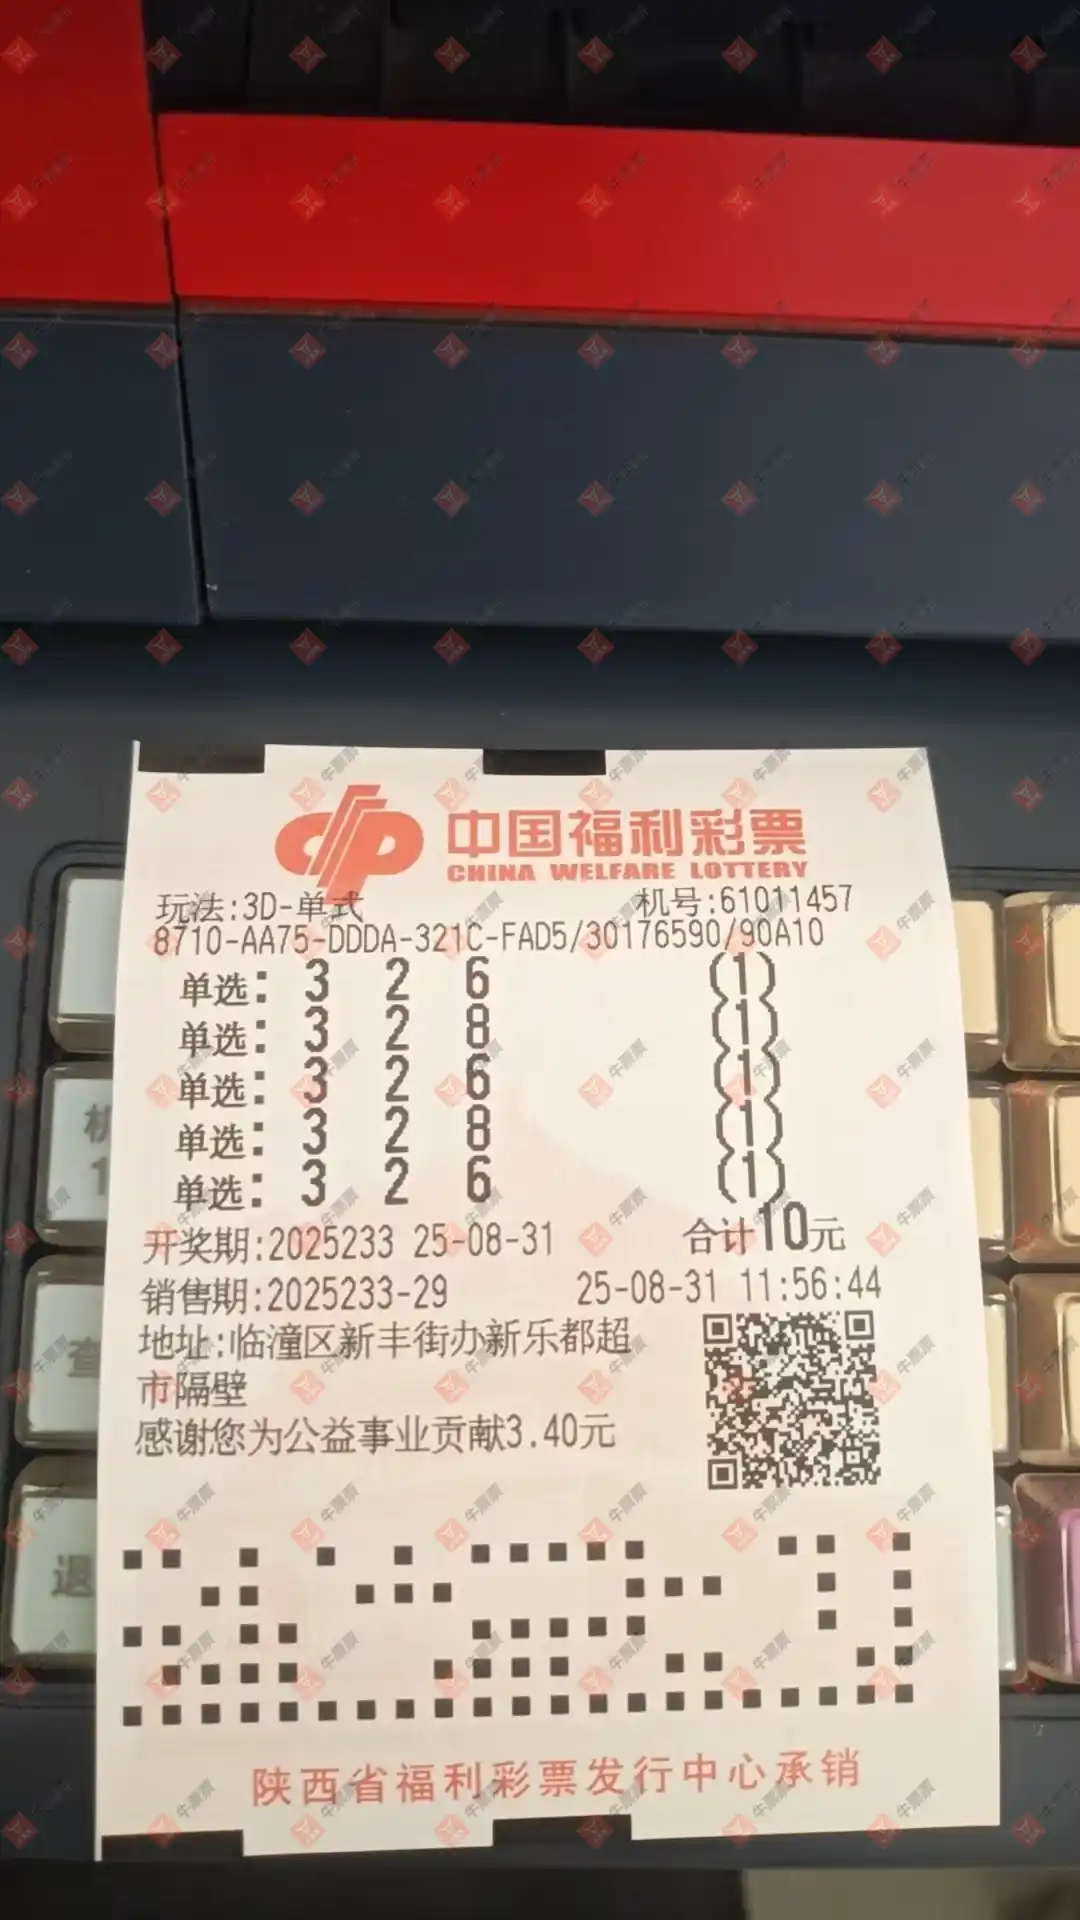 中国福利彩票
CHINA WELFARE LOTTERY
玩法:3D-单式 机号:61011457
8710-AA75-DDDA-321C-FAD5/30176590/90A10
单选: 3 2 6 (1)
单选: 3 2 8 (1)
单选: 3 2 6 (1)
单选: 3 2 8 (1)
单选: 3 2 6 (1)
开奖期:2025233 25-08-31 合计10元
销售期:2025233-29 25-08-31 11:56:44
地址:临潼区新丰街办新乐都超
市隔壁
感谢您为公益事业贡献3.40元
陕西省福利彩票发行中心承销
牛票票
查
退